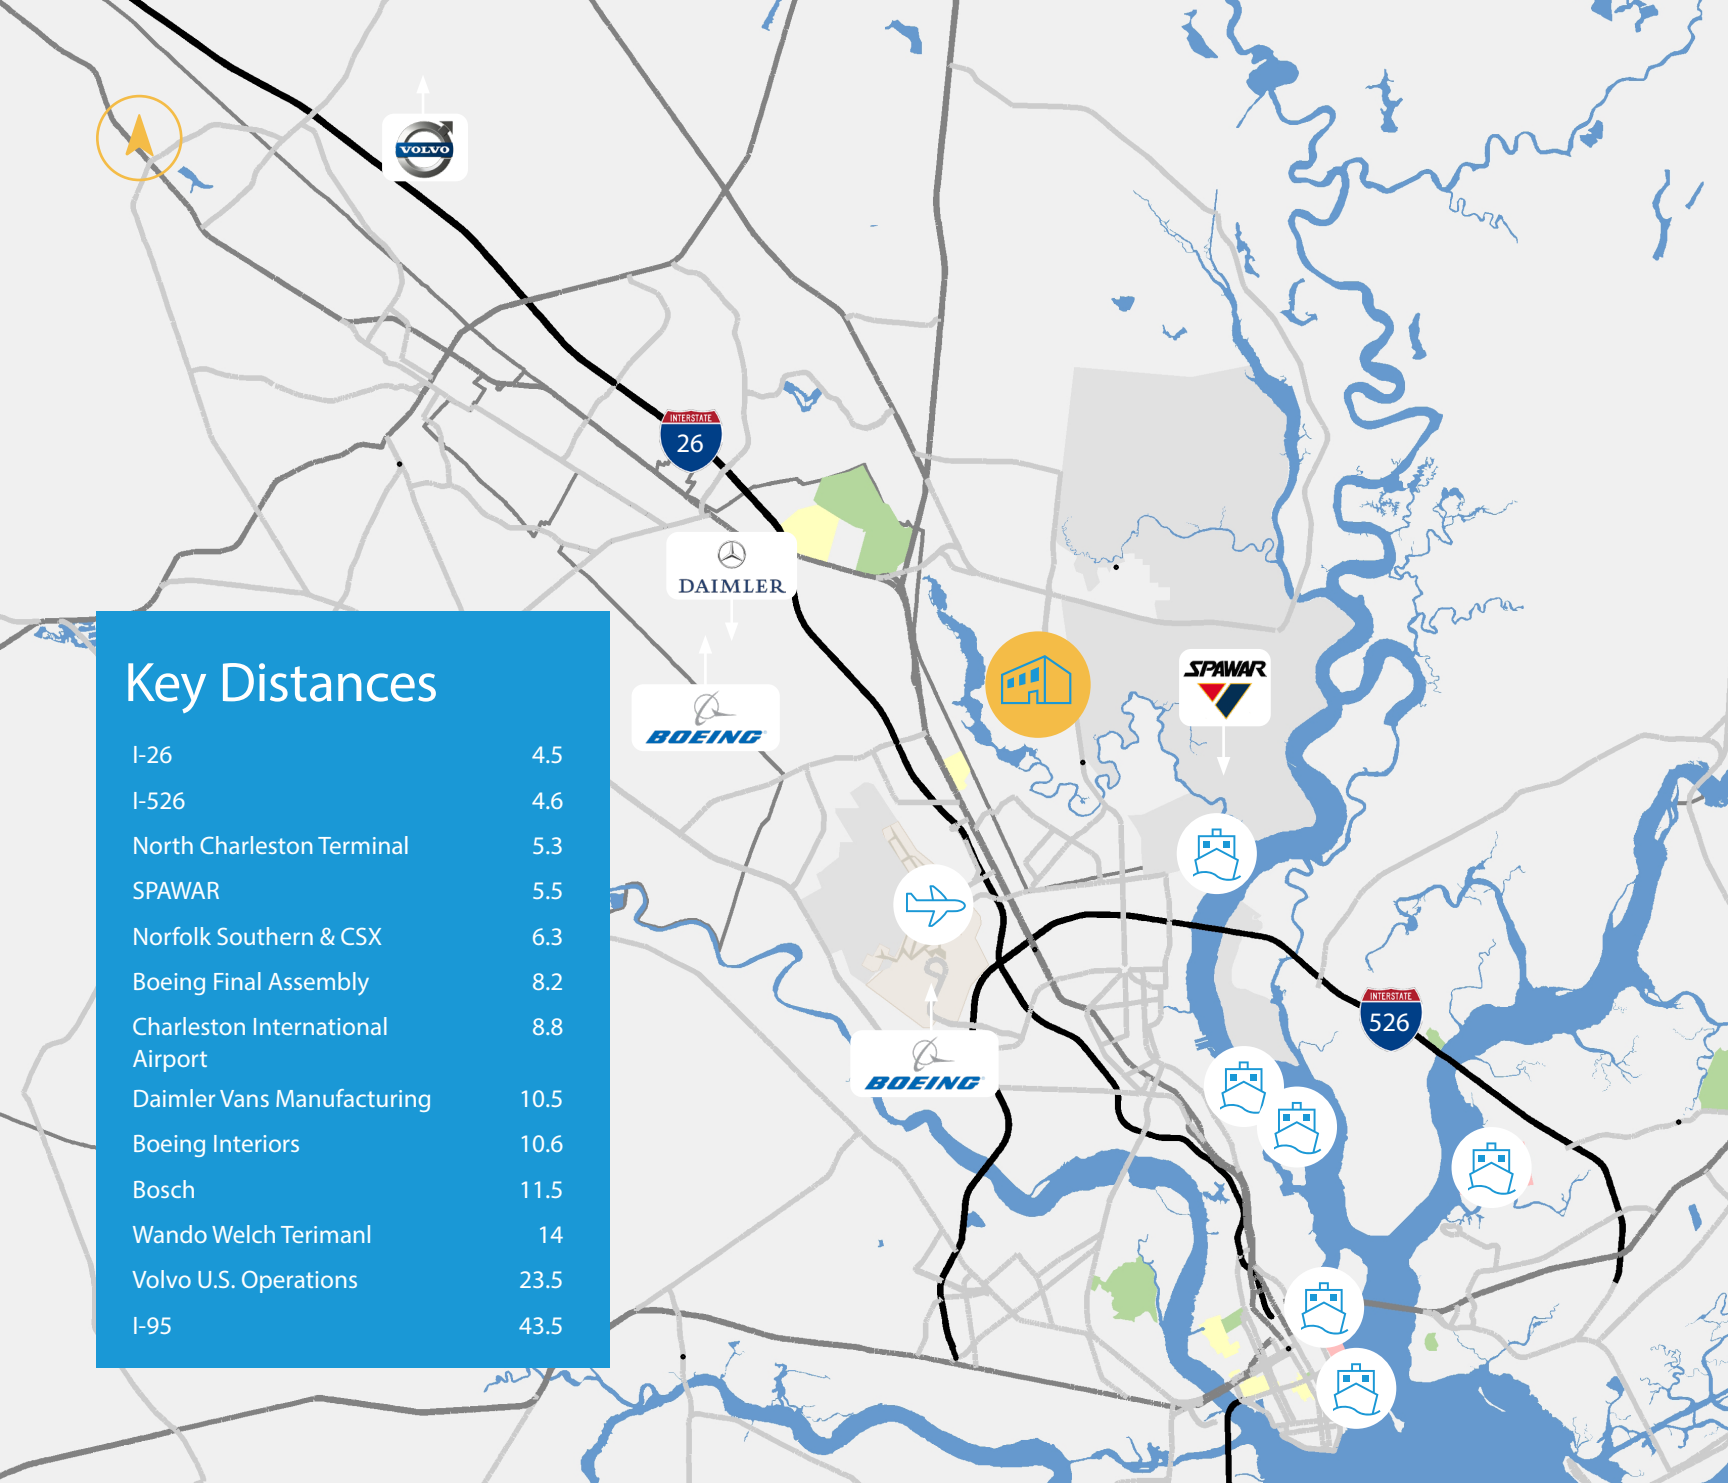 VOLVO
INTERSTATE
26
DAIMLER
BOEING
SPAWAR
Key Distances
I-26 4.5
I-526 4.6
North Charleston Terminal 5.3
SPAWAR 5.5
Norfolk Southern & CSX 6.3
Boeing Final Assembly 8.2
Charleston International 8.8
Airport
Daimler Vans Manufacturing 10.5
Boeing Interiors 10.6
Bosch 11.5
Wando Welch Terimanl 14
Volvo U.S. Operations 23.5
I-95 43.5
INTERSTATE
526
BOEING